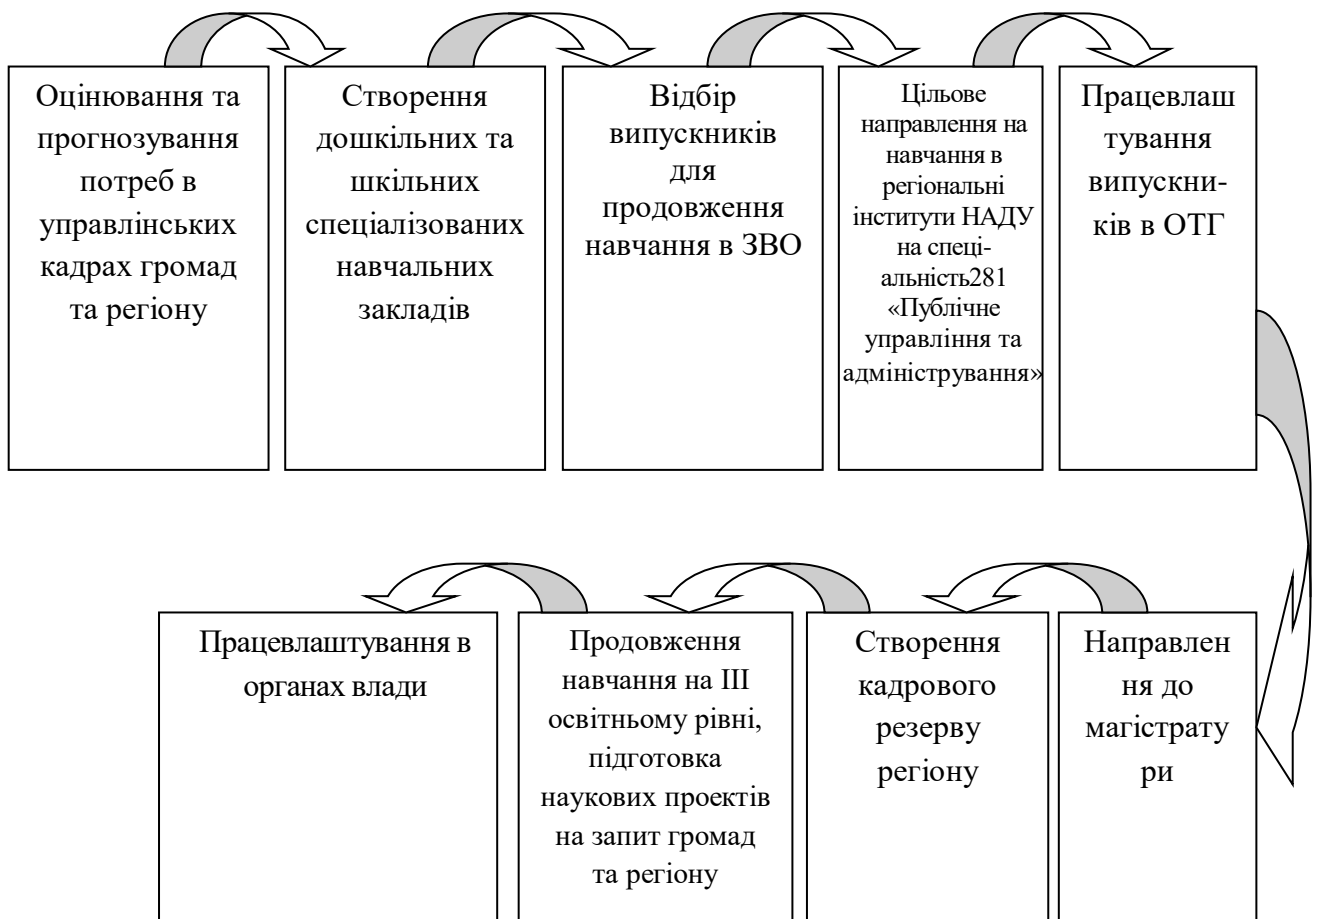 Оцінювання та
прогнозування
потреб в
управлінських
кадрах громад
та регіону
Створення
дошкільних та
шкільних
спеціалізованих
навчальних
закладів
Відбір
випускників
для
продовження
навчання в ЗВО
Цільове
направлення на
навчання в
регіональні
інститути НАДУ
на спеці-
альність281
«Публічне
управління та
адміністрування»
Працевлаш
тування
випускни-
ків в ОТГ
Направлен
ня до
магістрату
ри
Створення
кадрового
резерву
регіону
Продовження
навчання на ІІІ
освітньому рівні,
підготовка
наукових проектів
на запит громад
та регіону
Працевлаштування в
органах влади